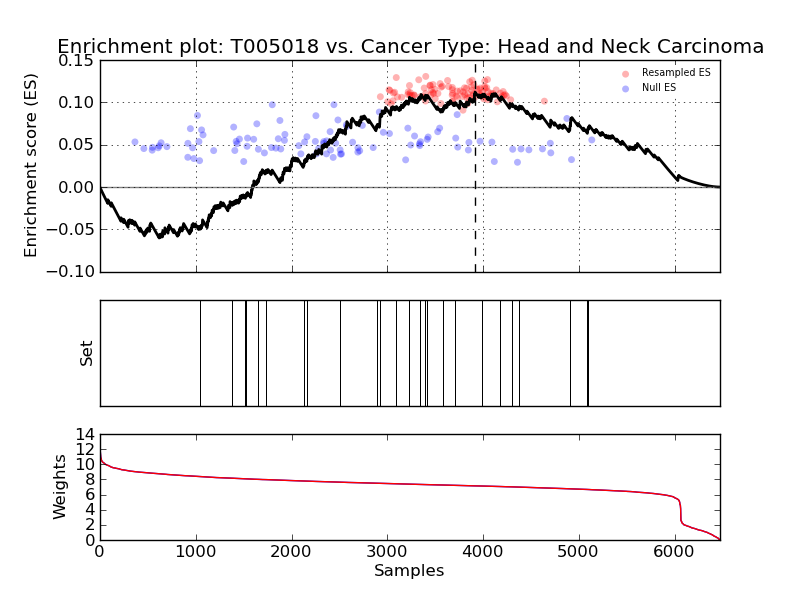 Enrichment plot: T005018 vs. Cancer Type: Head and Neck Carcinoma
0.15
0.10
0.05
0.00
−0.05
−0.10
Enrichment score (ES)
Resampled ES
Null ES
Set
14
12
10
8
6
4
2
0
Weights
0 1000 2000 3000 4000 5000 6000
Samples